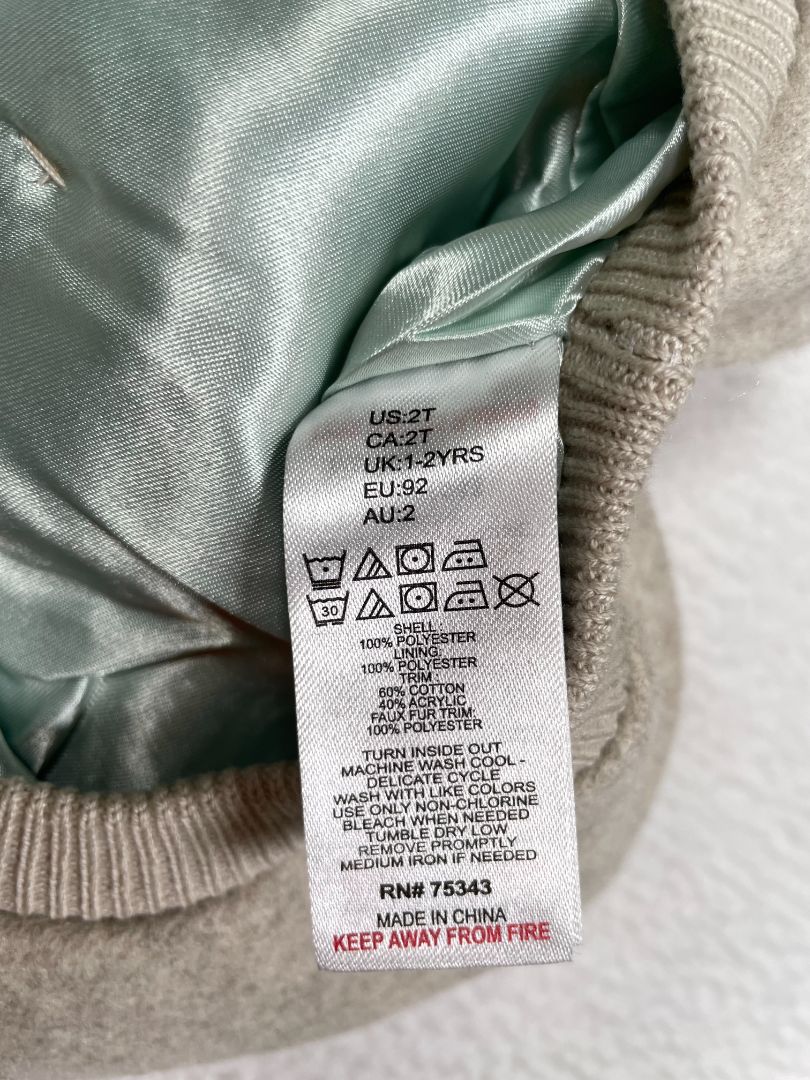 US:2T
CA:2T
UK:1-2YRS
EU:92
AU:2
30
SHELL:
100% POLYESTER
LINING:
100% POLYESTER
TRIM :
60% COTTON
40% ACRYLIC
FAUX FUR TRIM:
100% POLYESTER
TURN INSIDE OUT
MACHINE WASH COOL -
DELICATE CYCLE
WASH WITH LIKE COLORS
USE ONLY NON-CHLORINE
BLEACH WHEN NEEDED
TUMBLE DRY LOW
REMOVE PROMPTLY
MEDIUM IRON IF NEEDED
RN# 75343
MADE IN CHINA
KEEP AWAY FROM FIRE